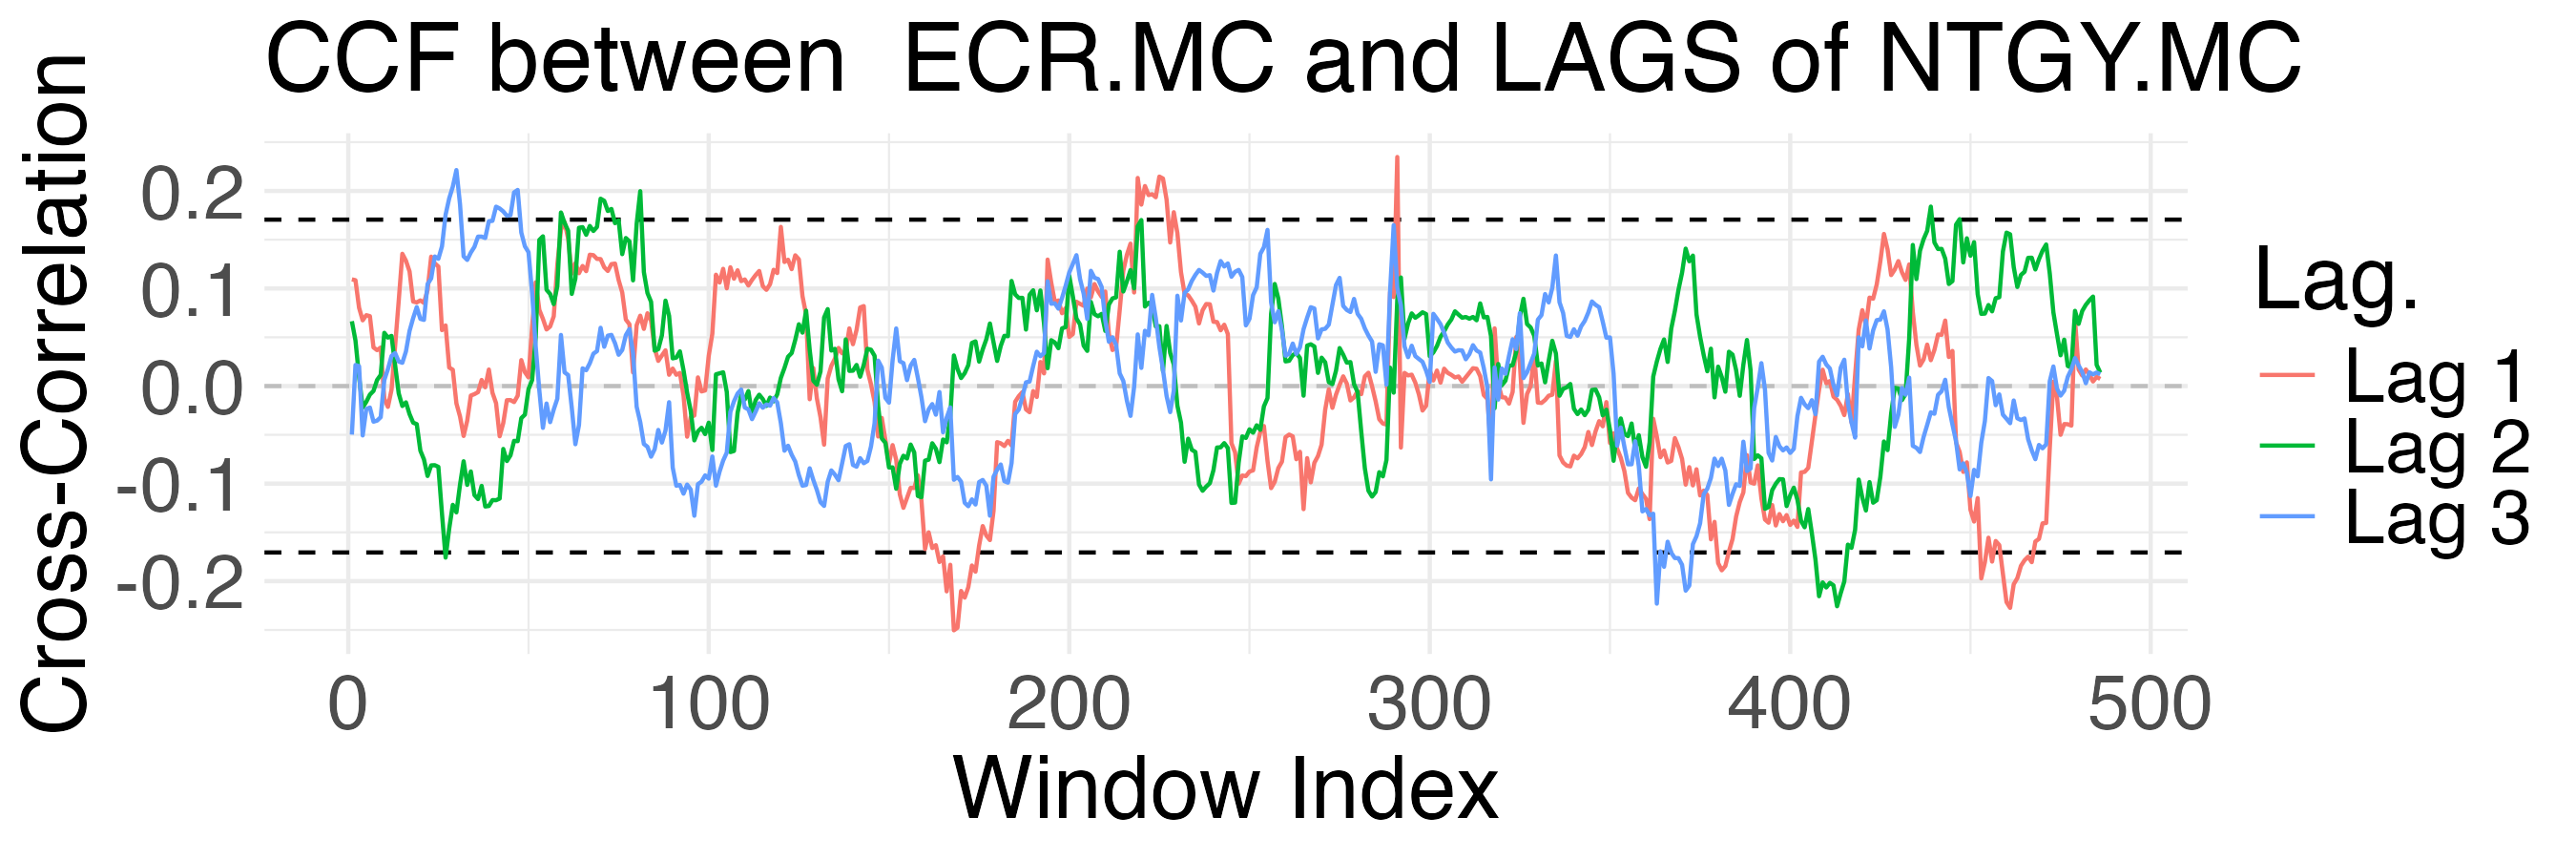 CCF between  ECR.MC and LAGS of NTGY.MC
Cross-Correlation
0.2
0.1
0.0
-0.1
-0.2
0
100
200
300
400
500
Window Index
Lag.
Lag 1
Lag 2
Lag 3